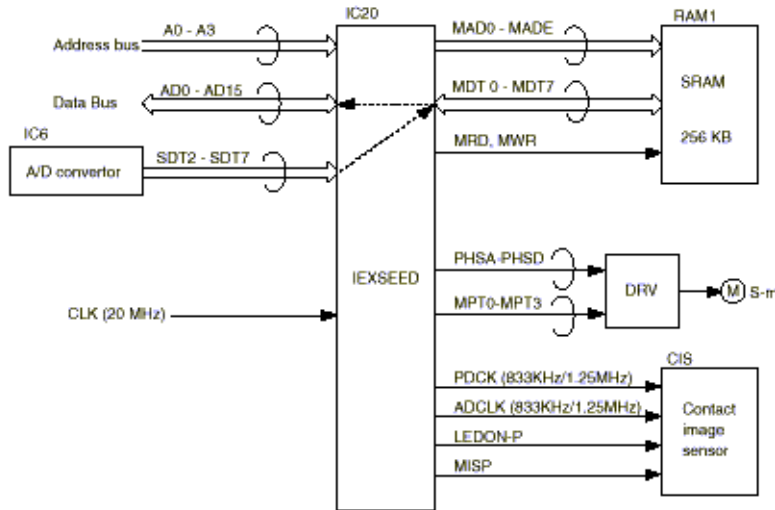 IC20
RAM1
A0 - A3
MAD0 - MADE
Address bus
SRAM
AD0 - AD15
MDT 0 - MDT7
Data Bus
IC6
MRD, MWR
256 KB
SDT2 - SDT7
A/D convertor
PHSA-PHSD
IEXSEED
DRV
M
S-m
MPT0-MPT3
CLK (20 MHz)
CIS
PDCK (833KHz/1.25MHz)
ADCLK (833KHz/1.25MHz)
Contact
image
sensor
LEDON-P
MISP